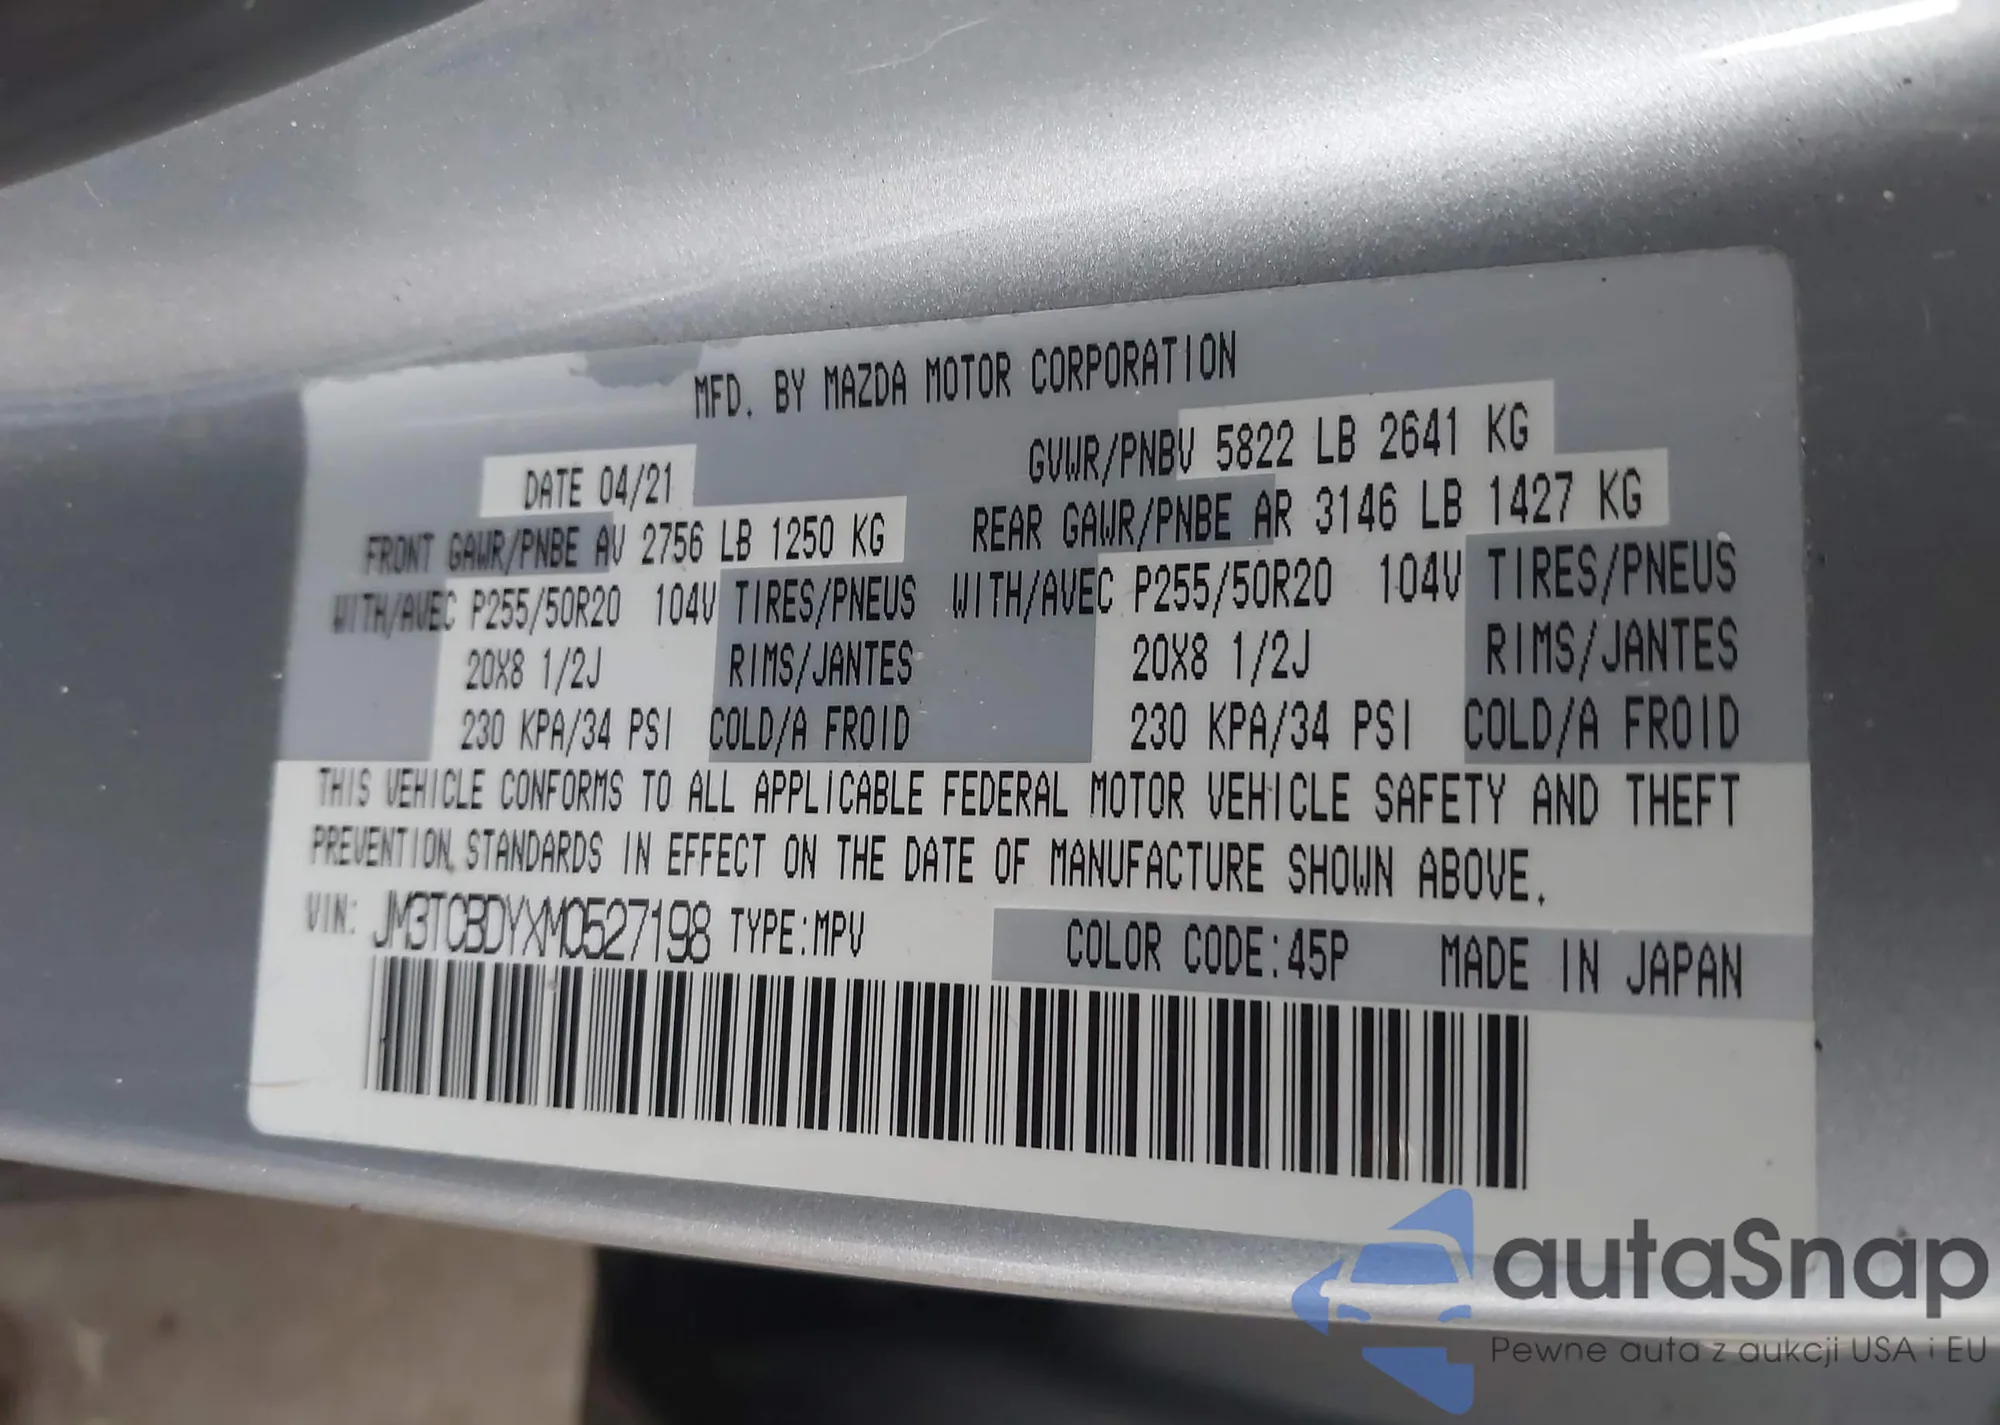 MFD. BY MAZDA MOTOR CORPORATION
DATE 04/21 GVWR/PNBV 5822 LB 2641 KG
FRONT GAWR/PNBE AV 2756 LB 1250 KG REAR GAWR/PNBE AR 3146 LB 1427 KG
WITH/AVEC P255/50R20 104V TIRES/PNEUS WITH/AVEC P255/50R20 104V TIRES/PNEUS
20X8 1/2J RIMS/JANTES 20X8 1/2J RIMS/JANTES
230 KPA/34 PSI COLD/A FROID 230 KPA/34 PSI COLD/A FROID
THIS VEHICLE CONFORMS TO ALL APPLICABLE FEDERAL MOTOR VEHICLE SAFETY AND THEFT
PREVENTION STANDARDS IN EFFECT ON THE DATE OF MANUFACTURE SHOWN ABOVE.
VIN: JM3TCBDYXM0527198 TYPE:MPV COLOR CODE:45P MADE IN JAPAN
autaSnap
Pewne auta z aukcji USA i EU